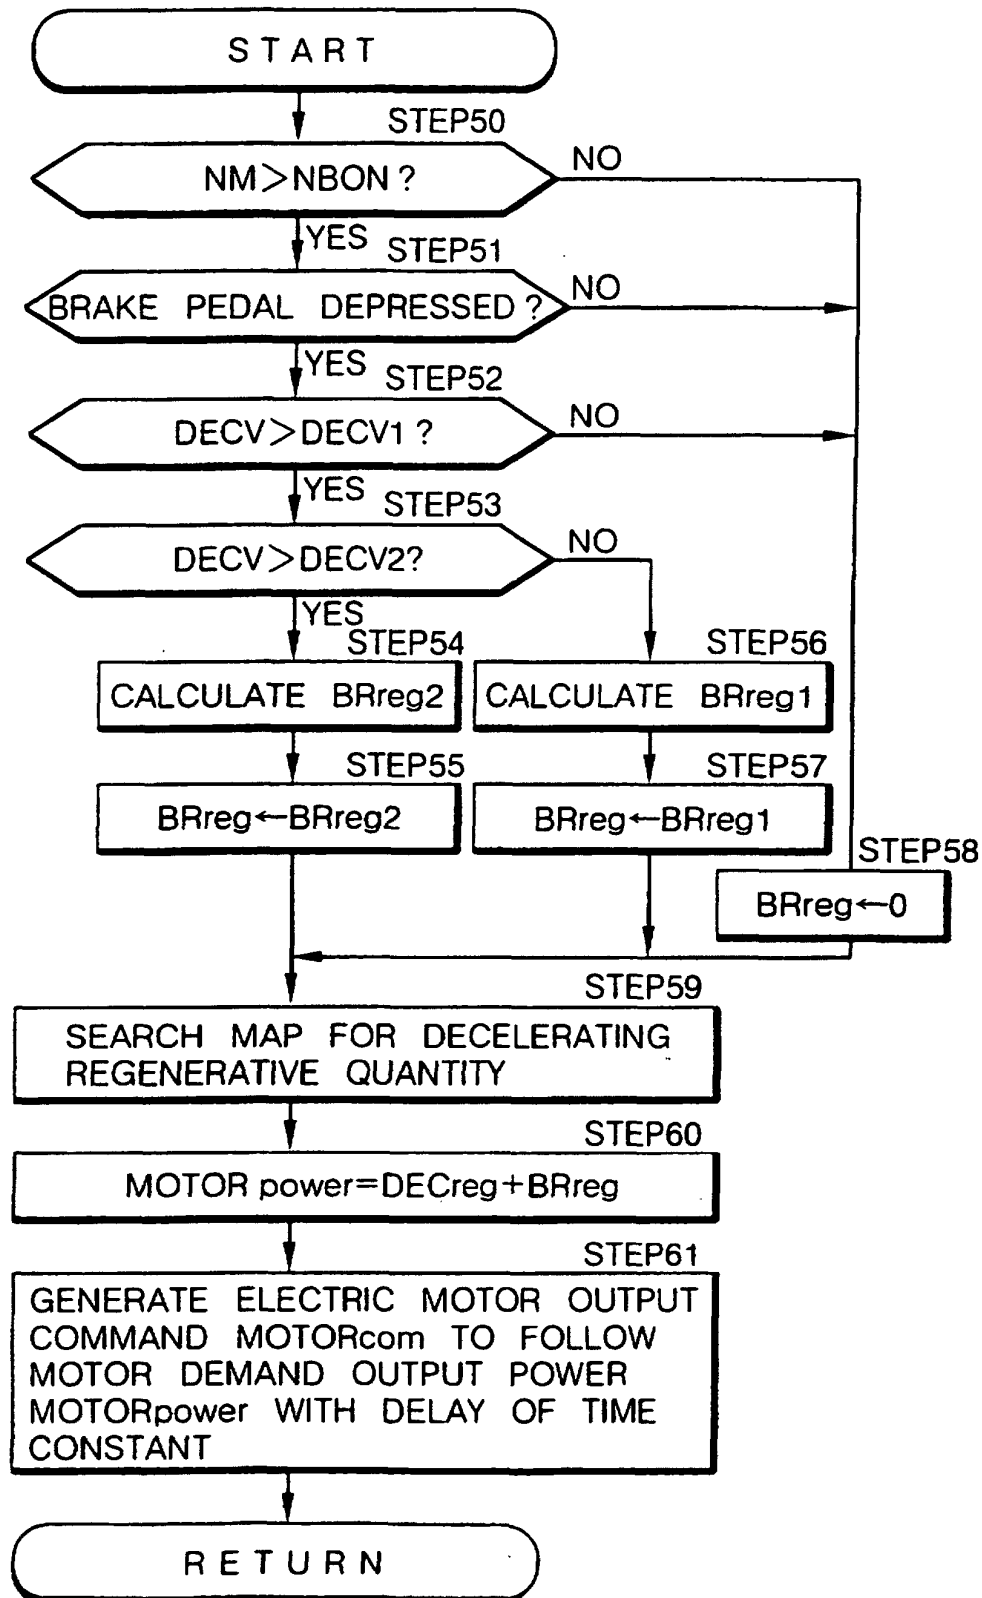 START
STEP50
NM>NBON?
NO
YES
STEP51
BRAKE PEDAL DEPRESSED?
NO
YES
STEP52
DECV>DECV1?
NO
YES
STEP53
DECV>DECV2?
NO
YES
STEP54
STEP56
CALCULATE BRreg2
CALCULATE BRreg1
STEP55
STEP57
BRreg←BRreg2
BRreg←BRreg1
STEP58
BRreg←0
STEP59
SEARCH MAP FOR DECELERATING
REGENERATIVE QUANTITY
STEP60
MOTOR power=DECreg+BRreg
STEP61
GENERATE ELECTRIC MOTOR OUTPUT
COMMAND MOTORcom TO FOLLOW
MOTOR DEMAND OUTPUT POWER
MOTORpower WITH DELAY OF TIME
CONSTANT
RETURN